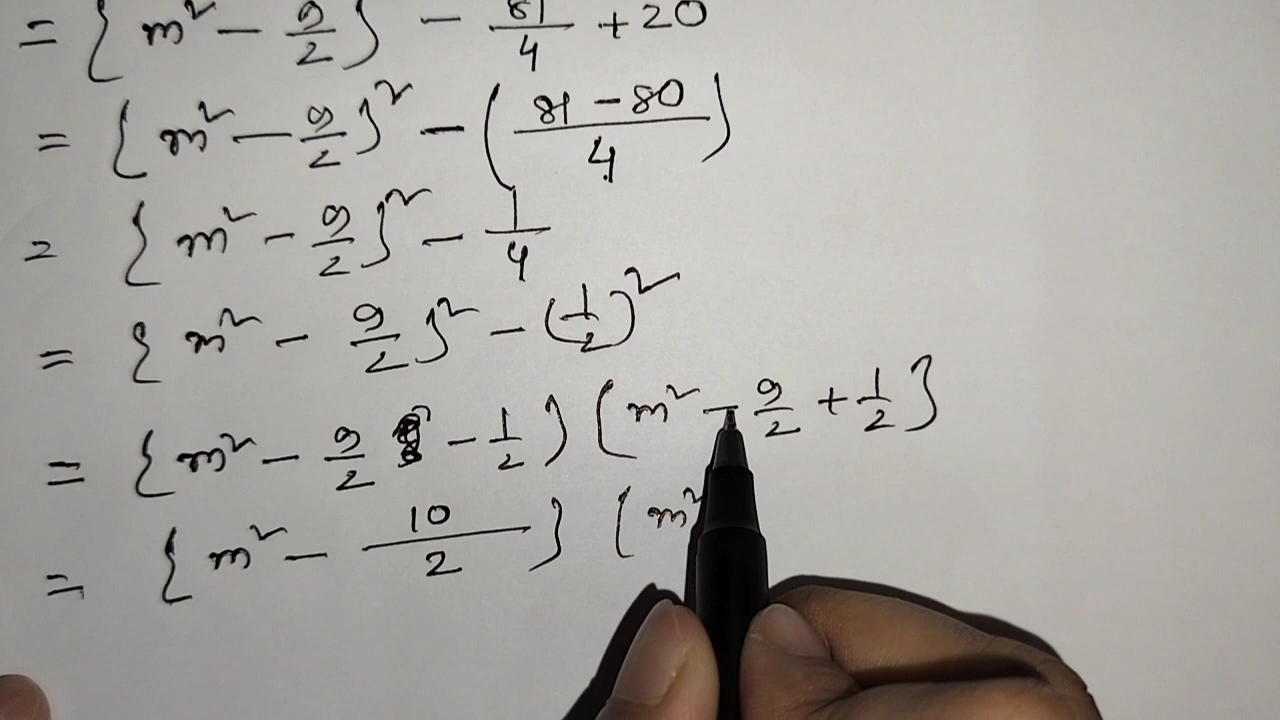 = { m² - 9/2 } - 81/4 + 20
= { m² - 9/2 }² - ( 81 - 80 / 4 )
= { m² - 9/2 }² - 1/4
= { m² - 9/2 }² - (1/2)²
= { m² - 9/2 - 1/2 ) ( m² - 9/2 + 1/2 }
= { m² - 10/2 } { m²